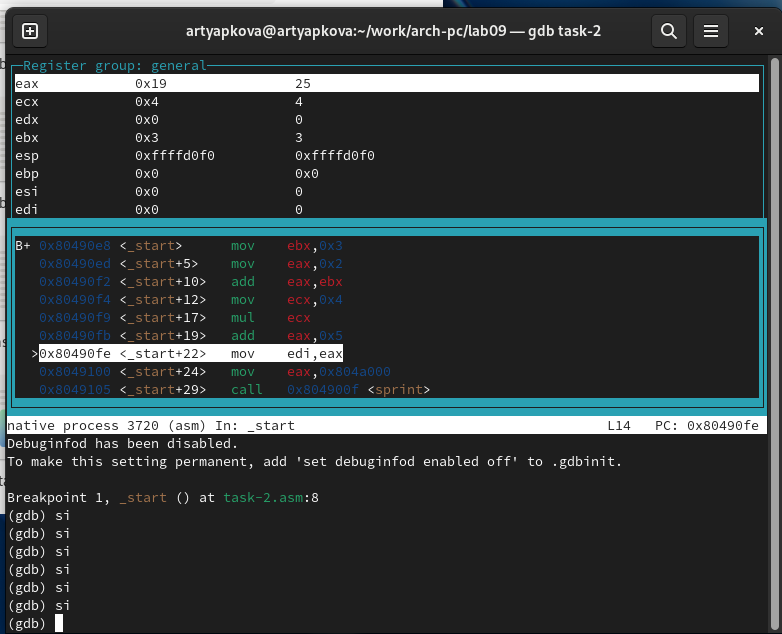 artyapkova@artyapkova:~/work/arch-pc/lab09 — gdb task-2
Register group: general
eax 0x19 25
ecx 0x4 4
edx 0x0 0
ebx 0x3 3
esp 0xffffd0f0 0xffffd0f0
ebp 0x0 0x0
esi 0x0 0
edi 0x0 0
B+ 0x80490e8 <_start> mov ebx,0x3
0x80490ed <_start+5> mov eax,0x2
0x80490f2 <_start+10> add eax,ebx
0x80490f4 <_start+12> mov ecx,0x4
0x80490f9 <_start+17> mul ecx
0x80490fb <_start+19> add eax,0x5
>0x80490fe <_start+22> mov edi,eax
0x8049100 <_start+24> mov eax,0x804a000
0x8049105 <_start+29> call 0x804900f <sprint>
native process 3720 (asm) In: _start L14 PC: 0x80490fe
Debuginfod has been disabled.
To make this setting permanent, add 'set debuginfod enabled off' to .gdbinit.
Breakpoint 1, _start () at task-2.asm:8
(gdb) si
(gdb) si
(gdb) si
(gdb) si
(gdb) si
(gdb) si
(gdb)